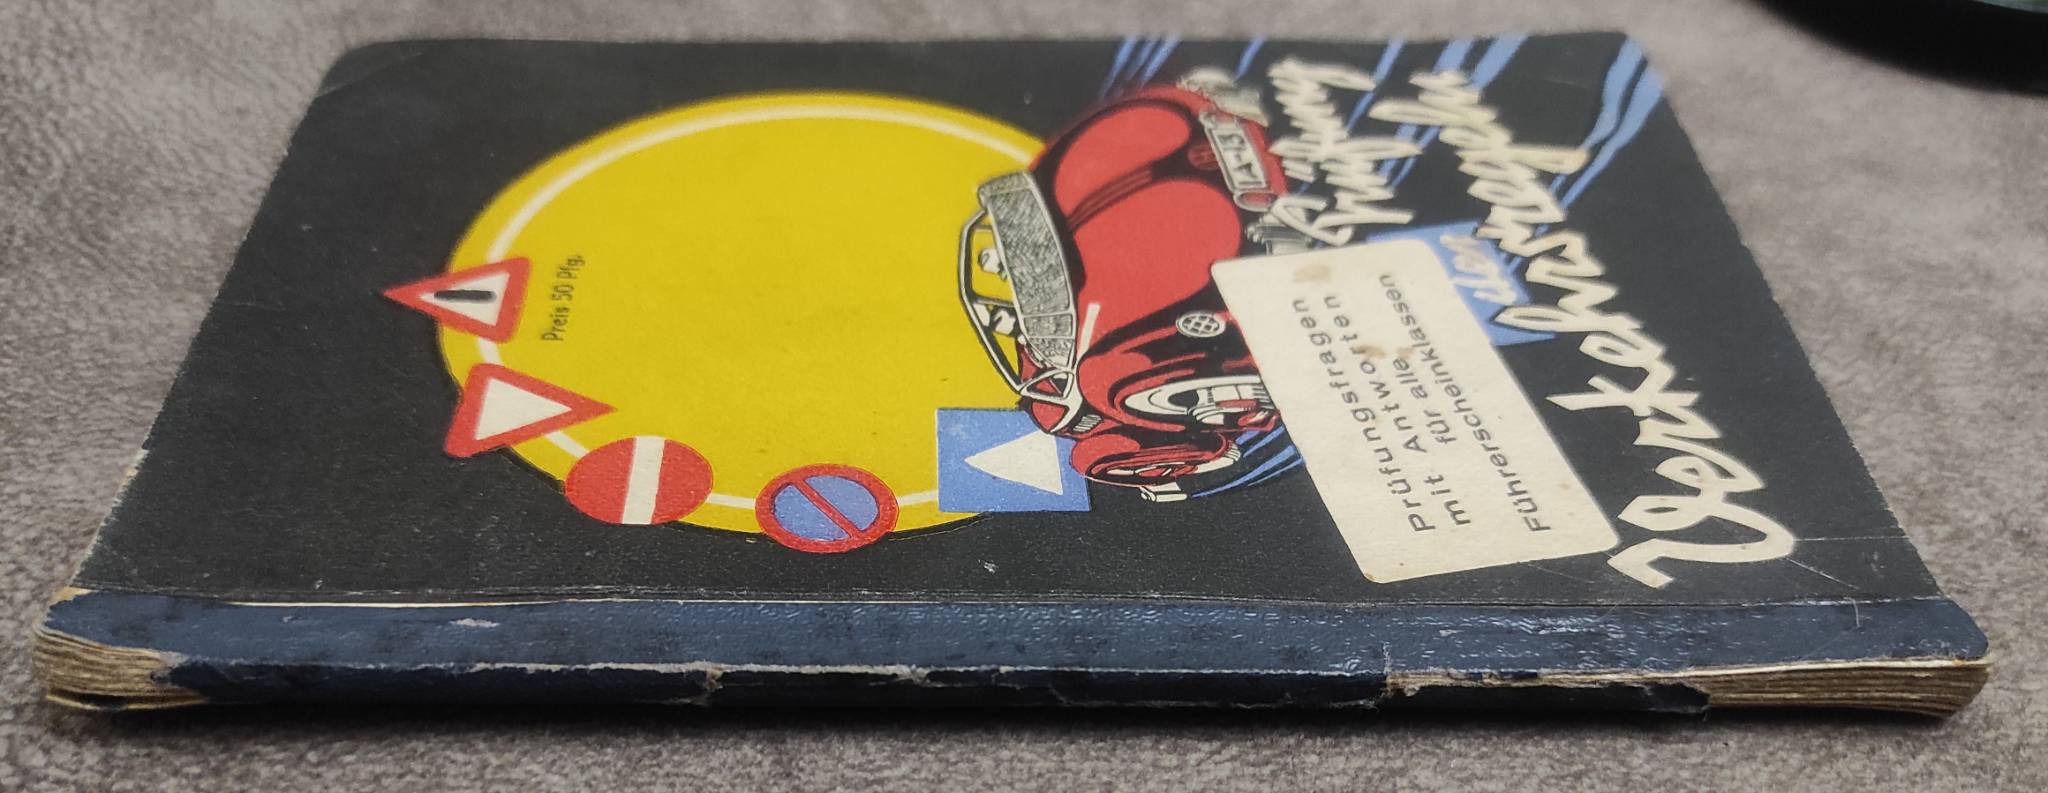 Preis 50 Pfg.
Prüfung
Prüfungsfragen
mit Antworten
für alle
Führerscheinklassen
Verkehrsregeln